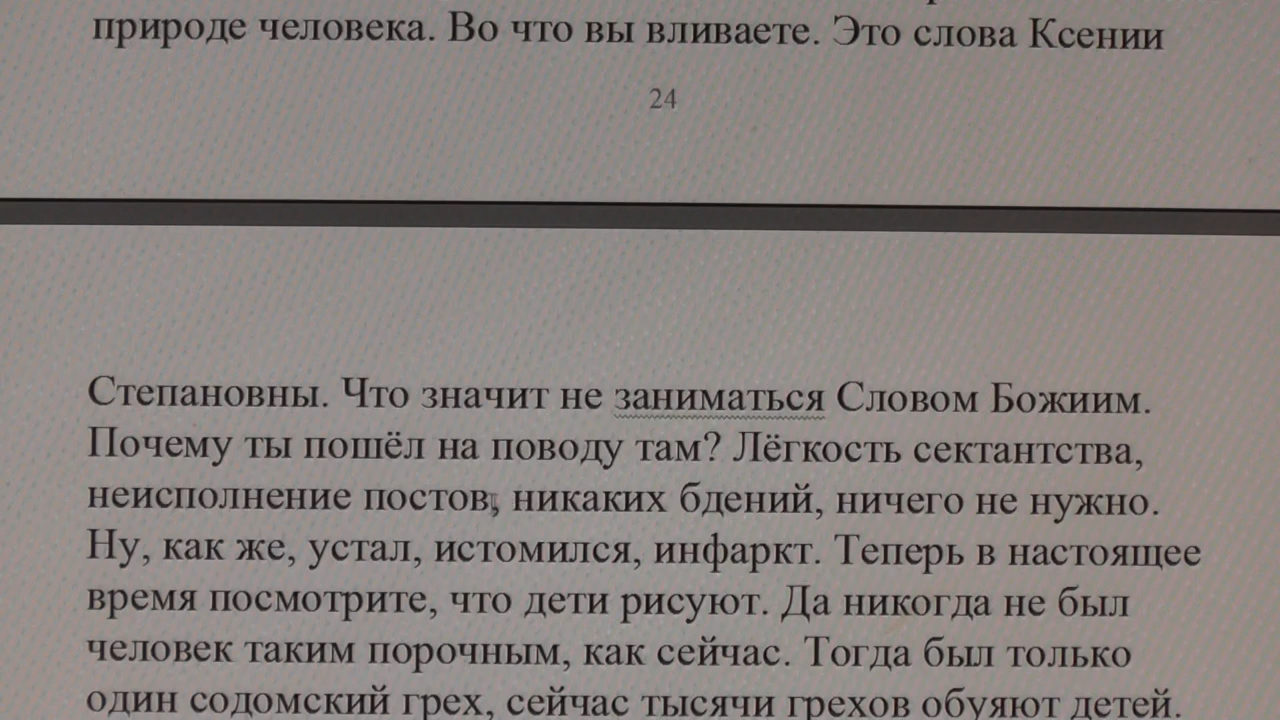 природе человека. Во что вы вливаете. Это слова Ксении
24
Степановны. Что значит не заниматься Словом Божиим.
Почему ты пошёл на поводу там? Лёгкость сектантства,
неисполнение постов, никаких бдений, ничего не нужно.
Ну, как же, устал, истомился, инфаркт. Теперь в настоящее
время посмотрите, что дети рисуют. Да никогда не был
человек таким порочным, как сейчас. Тогда был только
один содомский грех, сейчас тысячи грехов обуяют детей.